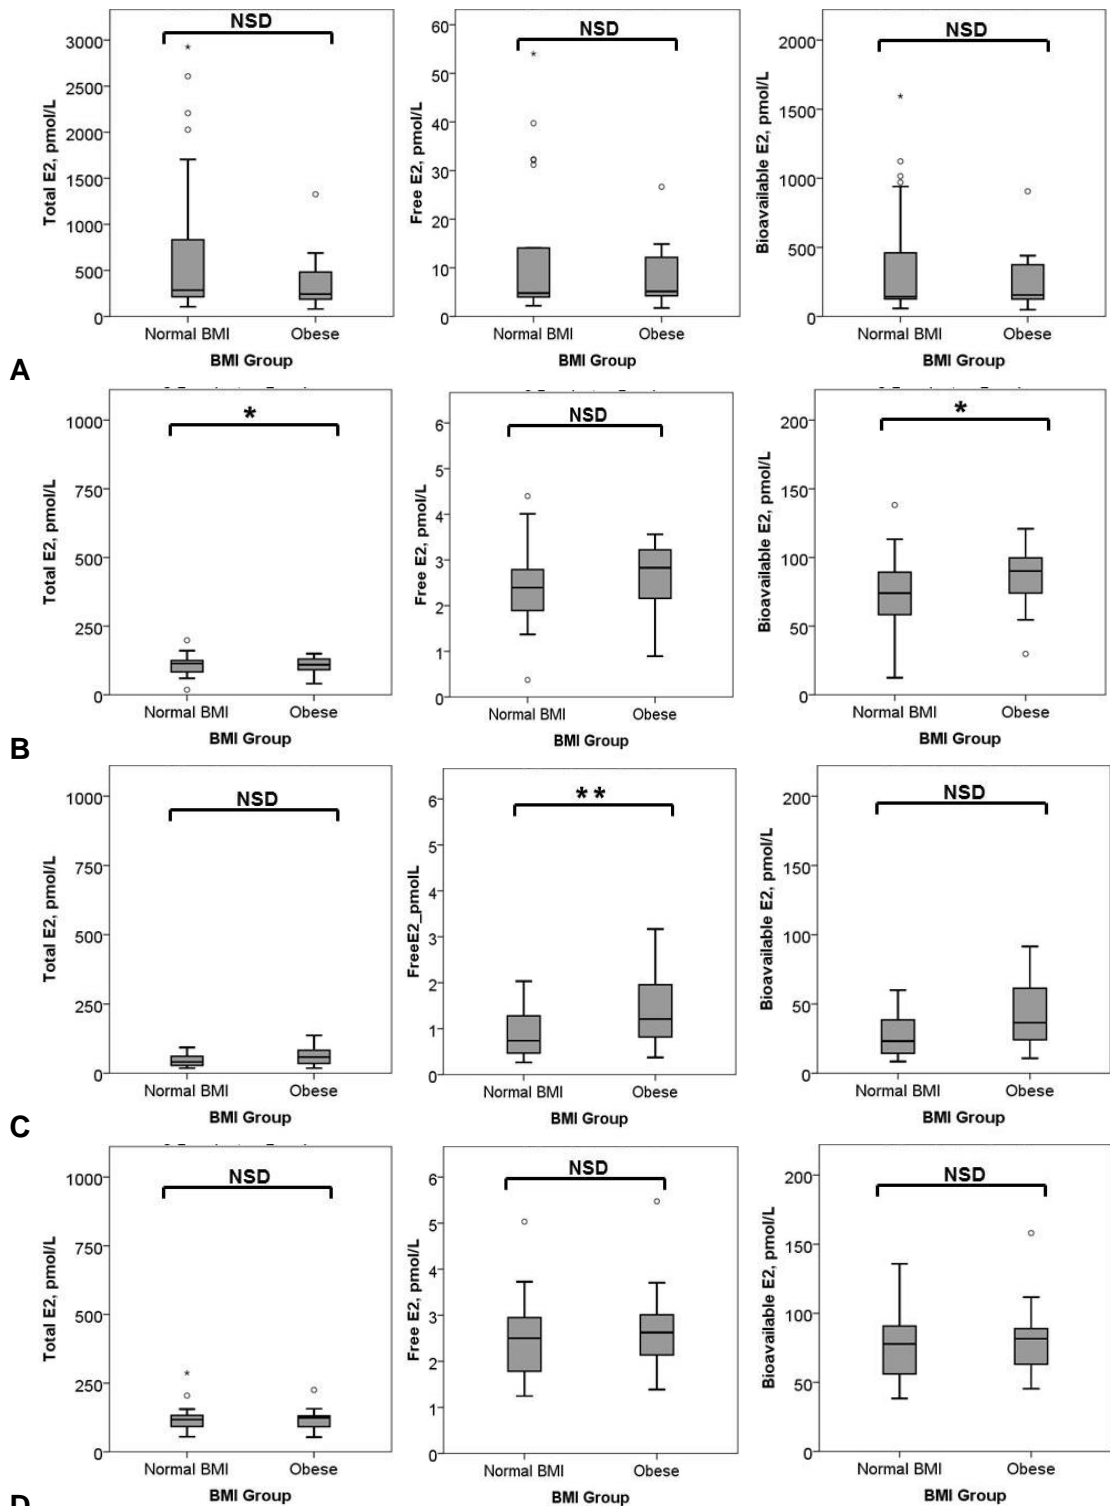 NSD
3000
2500
2000
1500
1000
500
0
Total E2, pmol/L
Normal BMI Obese
BMI Group
NSD
60
50
40
30
20
10
0
Free E2, pmol/L
Normal BMI Obese
BMI Group
NSD
2000
1500
1000
500
0
Bioavailable E2, pmol/L
Normal BMI Obese
BMI Group
A
*
1000
750
500
250
0
Total E2, pmol/L
Normal BMI Obese
BMI Group
NSD
6
5
4
3
2
1
0
Free E2, pmol/L
Normal BMI Obese
BMI Group
*
200
150
100
50
0
Bioavailable E2, pmol/L
Normal BMI Obese
BMI Group
B
NSD
1000
750
500
250
0
Total E2, pmol/L
Normal BMI Obese
BMI Group
**
6
5
4
3
2
1
0
FreeE2_pmolL
Normal BMI Obese
BMI Group
NSD
200
150
100
50
0
Bioavailable E2, pmol/L
Normal BMI Obese
BMI Group
C
NSD
1000
750
500
250
0
Total E2, pmol/L
Normal BMI Obese
BMI Group
NSD
6
5
4
3
2
1
0
Free E2, pmol/L
Normal BMI Obese
BMI Group
NSD
200
150
100
50
0
Bioavailable E2, pmol/L
Normal BMI Obese
BMI Group
D